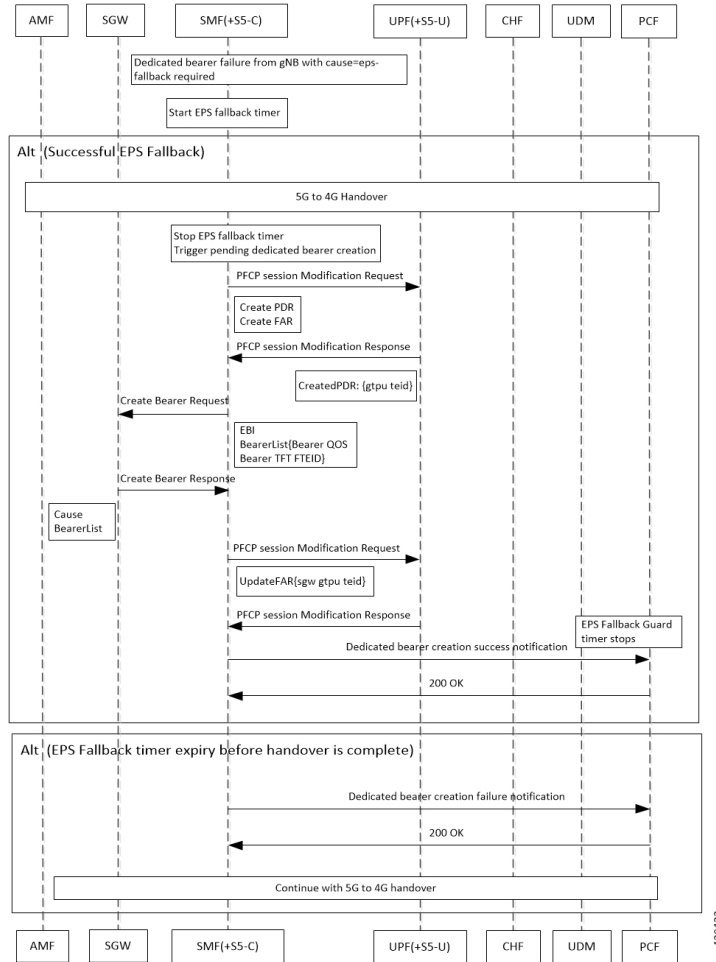 AMF
SGW
SMF(+S5-C)
UPF(+S5-U)
CHF
UDM
PCF
Dedicated bearer failure from gNB with cause=eps-
fallback required
Start EPS fallback timer
Alt (Successful EPS Fallback)
5G to 4G Handover
Stop EPS fallback timer
Trigger pending dedicated bearer creation
PFCP session Modification Request
Create PDR
Create FAR
PFCP session Modification Response
CreatedPDR: {gtpu teid}
Create Bearer Request
EBI
BearerList{Bearer QOS
Bearer TFT FTEID}
Create Bearer Response
Cause
BearerList
PFCP session Modification Request
UpdateFAR{sgw gtpu teid}
PFCP session Modification Response
EPS Fallback Guard
timer stops
Dedicated bearer creation success notification
200 OK
Alt (EPS Fallback timer expiry before handover is complete)
Dedicated bearer creation failure notification
200 OK
Continue with 5G to 4G handover
AMF
SGW
SMF(+S5-C)
UPF(+S5-U)
CHF
UDM
PCF